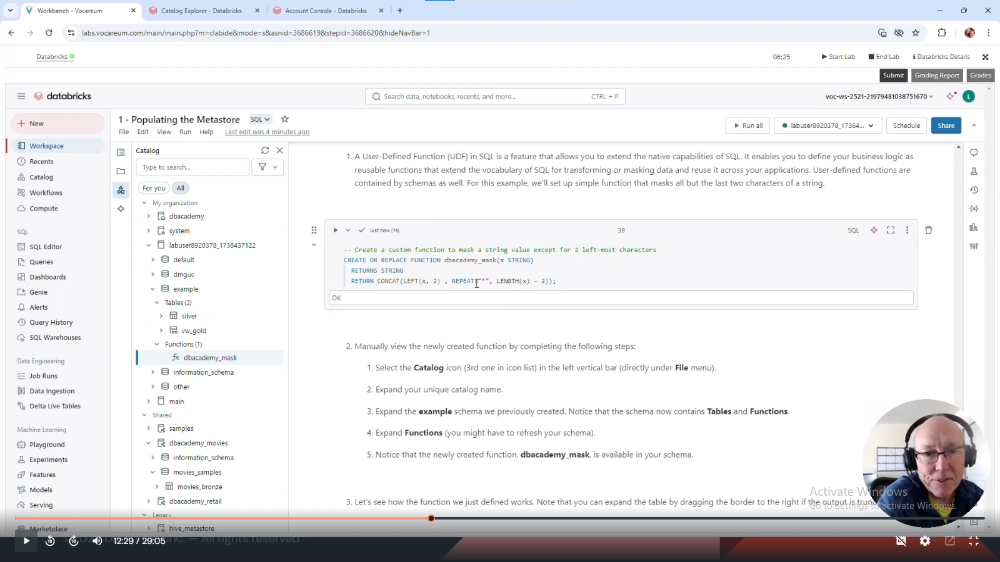 Workbench - Vocareum
Catalog Explorer - Databricks
Account Console - Databricks
labs.vocareum.com/main/main.php?m=clabide&mode=s&asnid=3686619&stepid=3686620&hideNavBar=1
Databricks
06:25
Start Lab
End Lab
Databricks Details
Submit
Grading Report
Grades
databricks
Search data, notebooks, recents, and more...
CTRL + P
voc-ws-2521-21979481038751670
L
New
1 - Populating the Metastore
SQL
File
Edit
View
Run
Help
Last edit was 4 minutes ago
Run all
labuser8920378_17364...
Schedule
Share
Workspace
Recents
Catalog
Workflows
Compute
SQL
SQL Editor
Queries
Dashboards
Genie
Alerts
Query History
SQL Warehouses
Data Engineering
Job Runs
Data Ingestion
Delta Live Tables
Machine Learning
Playground
Experiments
Features
Models
Serving
Marketplace
Catalog
Type to search...
For you
All
My organization
dbacademy
system
labuser8920378_1736437122
default
dmguc
example
Tables (2)
silver
vw_gold
Functions (1)
dbacademy_mask
information_schema
other
main
Shared
samples
dbacademy_movies
information_schema
movies_samples
movies_bronze
dbacademy_retail
Legacy
hive_metastore
1. A User-Defined Function (UDF) in SQL is a feature that allows you to extend the native capabilities of SQL. It enables you to define your business logic as
reusable functions that extend the vocabulary of SQL for transforming or masking data and reuse it across your applications. User-defined functions are
contained by schemas as well. For this example, we'll set up simple function that masks all but the last two characters of a string.
Just now (1s)
39
SQL
-- Create a custom function to mask a string value except for 2 left-most characters
CREATE OR REPLACE FUNCTION dbacademy_mask(x STRING)
RETURNS STRING
RETURN CONCAT(LEFT(x, 2) , REPEAT("*", LENGTH(x) - 2));
OK
2. Manually view the newly created function by completing the following steps:
1. Select the Catalog icon (3rd one in icon list) in the left vertical bar (directly under File menu).
2. Expand your unique catalog name.
3. Expand the example schema we previously created. Notice that the schema now contains Tables and Functions.
4. Expand Functions (you might have to refresh your schema).
5. Notice that the newly created function, dbacademy_mask, is available in your schema.
3. Let's see how the function we just defined works. Note that you can expand the table by dragging the border to the right if the output is trun
Activate Windows
Go to Settings to activate Windows.
Inc. — All rights reserved
12:29 / 29:05